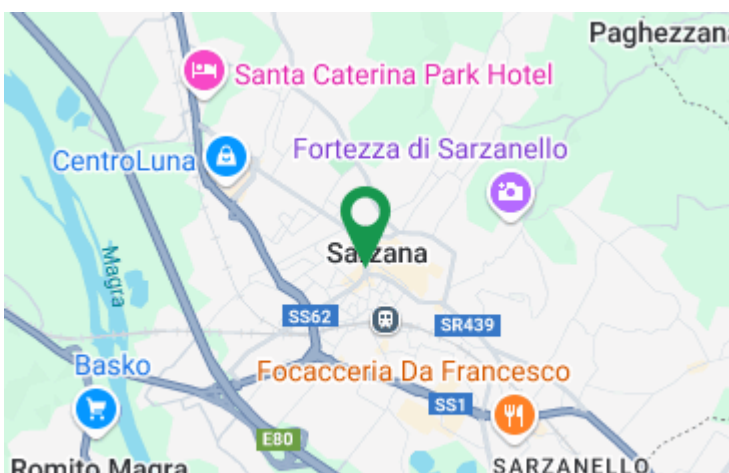 Paghezzan
Santa Caterina Park Hotel
Fortezza di Sarzanello
CentroLuna
Sarzana
Magra
SS62
SR439
Basko
Focacceria Da Francesco
SS1
E80
Romito Magra
SARZANELLO